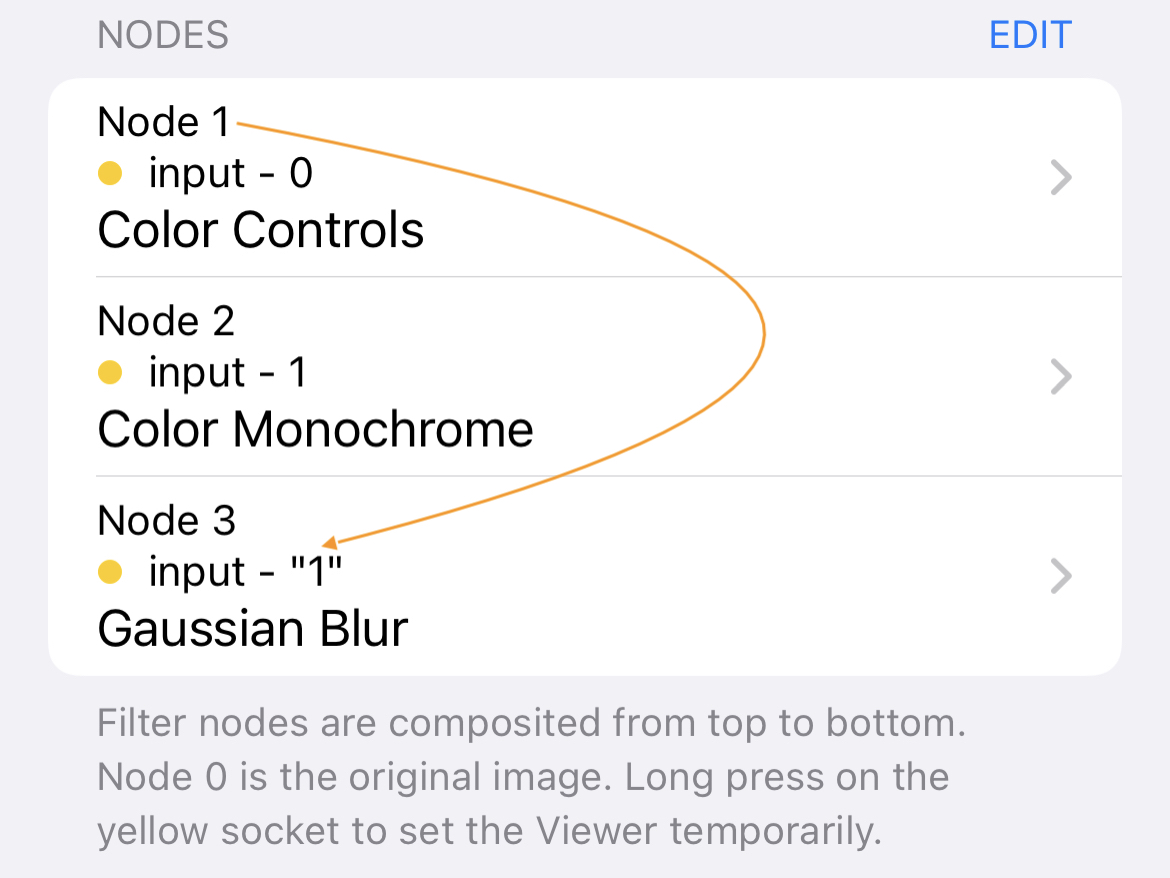 NODES EDIT
Node 1
input - 0
Color Controls
Node 2
input - 1
Color Monochrome
Node 3
input - "1"
Gaussian Blur
Filter nodes are composited from top to bottom.
Node 0 is the original image. Long press on the
yellow socket to set the Viewer temporarily.